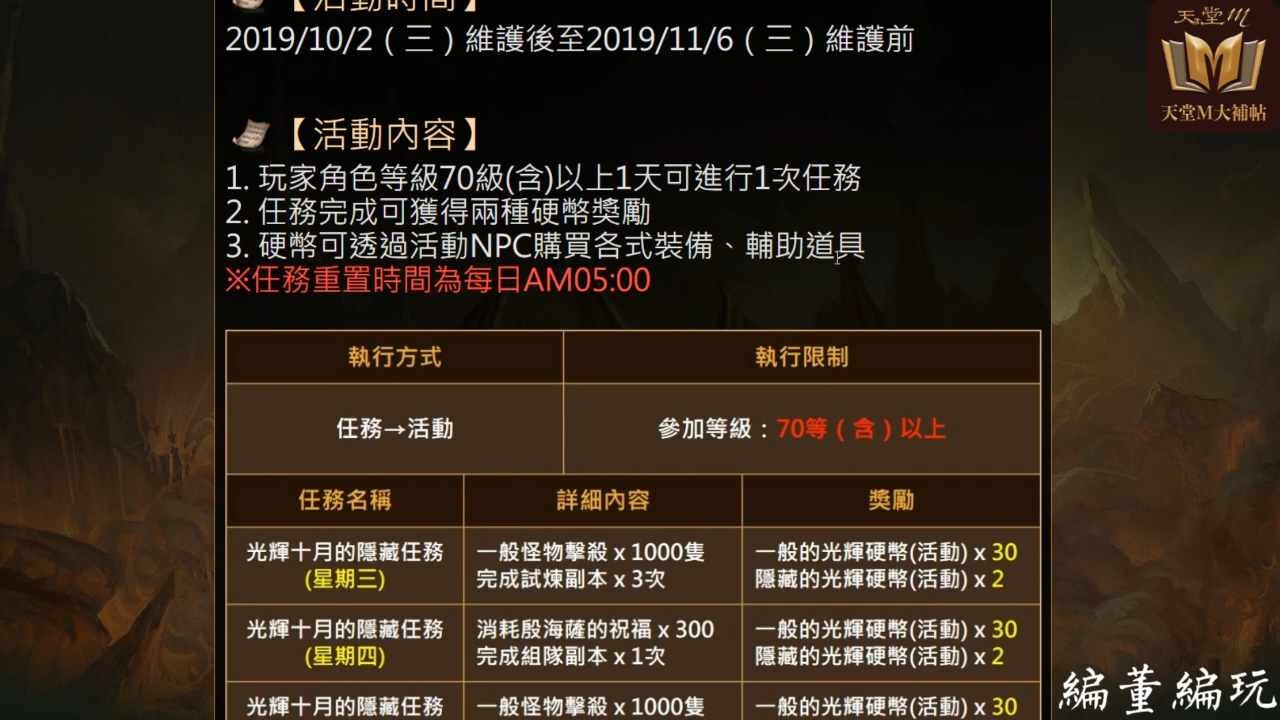 【活動時間】
2019/10/2（三）維護後至2019/11/6（三）維護前
【活動內容】
1. 玩家角色等級70級(含)以上1天可進行1次任務
2. 任務完成可獲得兩種硬幣獎勵
3. 硬幣可透過活動NPC購買各式裝備、輔助道具
※任務重置時間為每日AM05:00
執行方式 執行限制
任務→活動 參加等級：70等（含）以上
任務名稱 詳細內容 獎勵
光輝十月的隱藏任務 一般怪物擊殺 x 1000隻 一般的光輝硬幣(活動) x 30
(星期三) 完成試煉副本 x 3次 隱藏的光輝硬幣(活動) x 2
光輝十月的隱藏任務 消耗殷海薩的祝福 x 300 一般的光輝硬幣(活動) x 30
(星期四) 完成組隊副本 x 1次 隱藏的光輝硬幣(活動) x 2
光輝十月的隱藏任務 一般怪物擊殺 x 1000隻 一般的光輝硬幣(活動) x 30
天堂M
天堂M大補帖
編董編玩